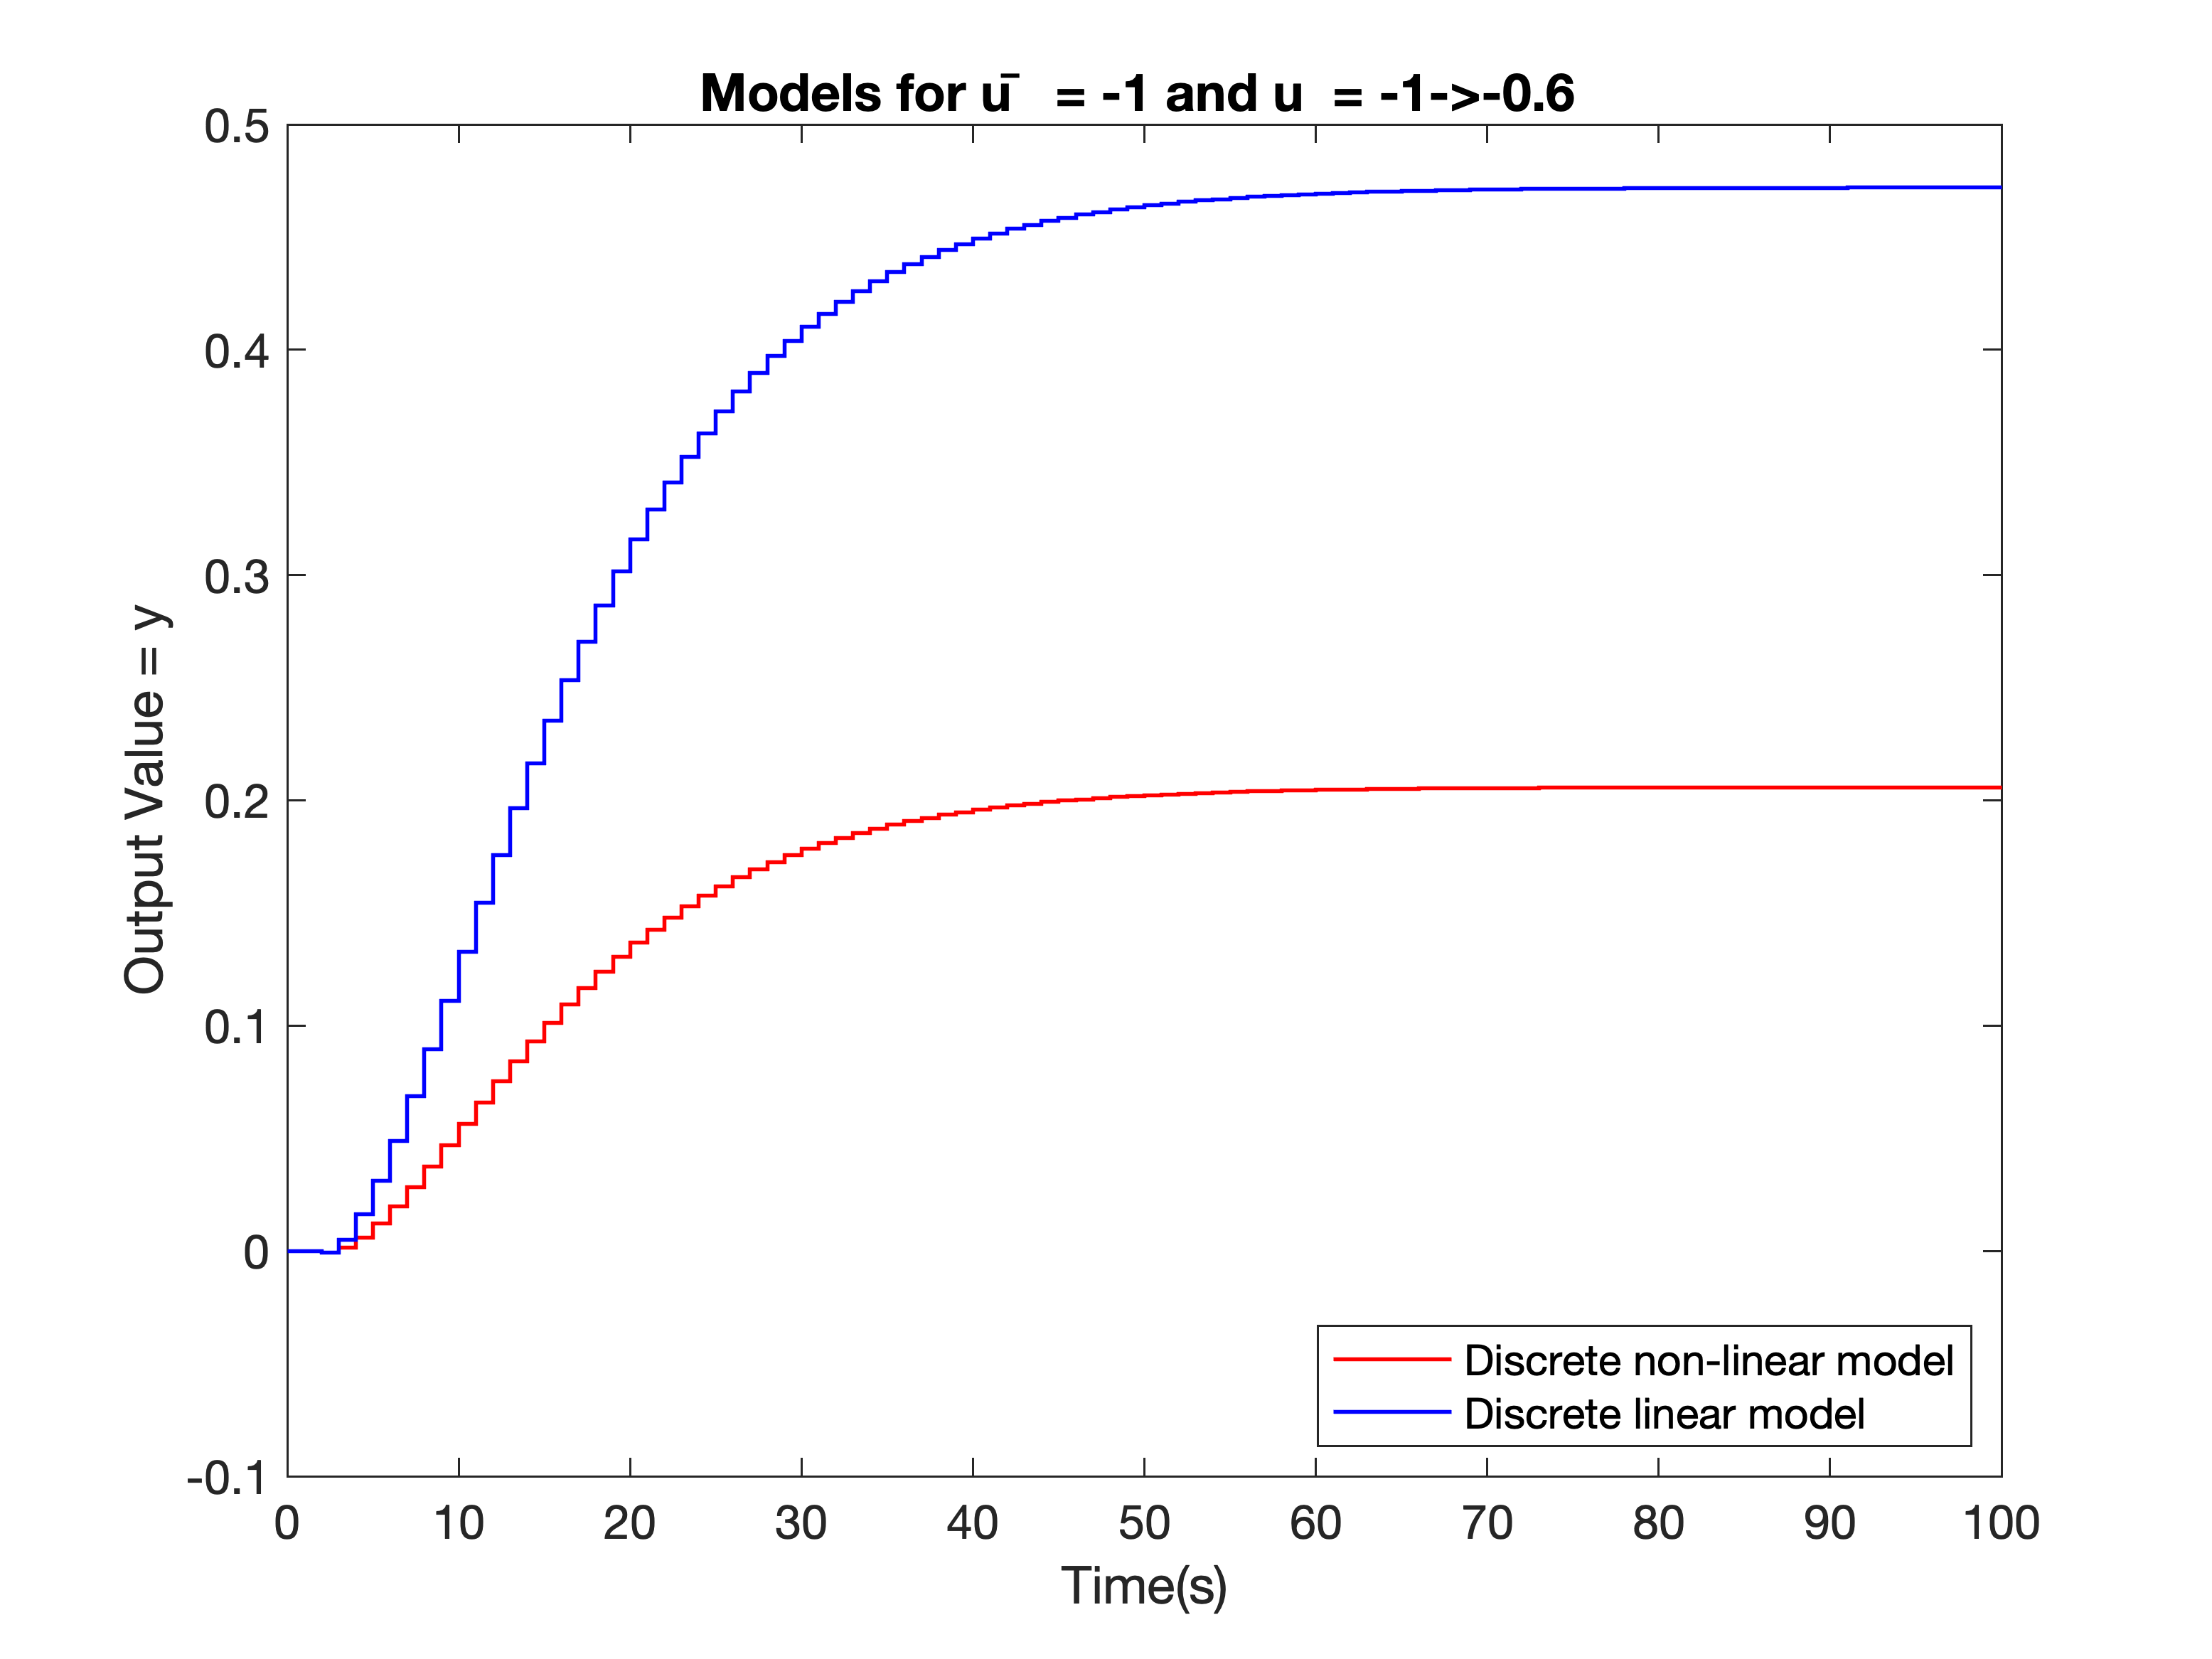 Models for ū = -1 and u = -1->-0.6
0.5
0.4
0.3
0.2
0.1
0
-0.1
Output Value = y
0 10 20 30 40 50 60 70 80 90 100
Time(s)
Discrete non-linear model
Discrete linear model